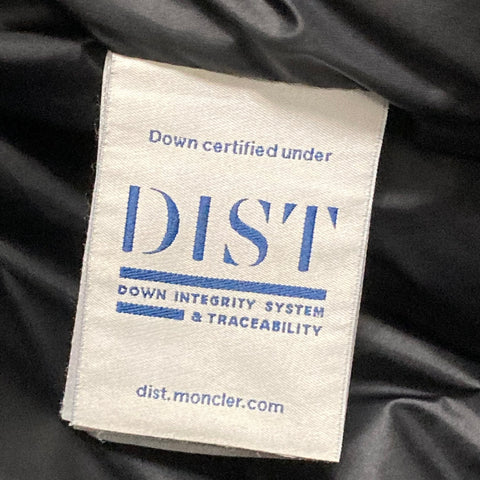 Down certified under
DIST
DOWN INTEGRITY SYSTEM
& TRACEABILITY
dist.moncler.com